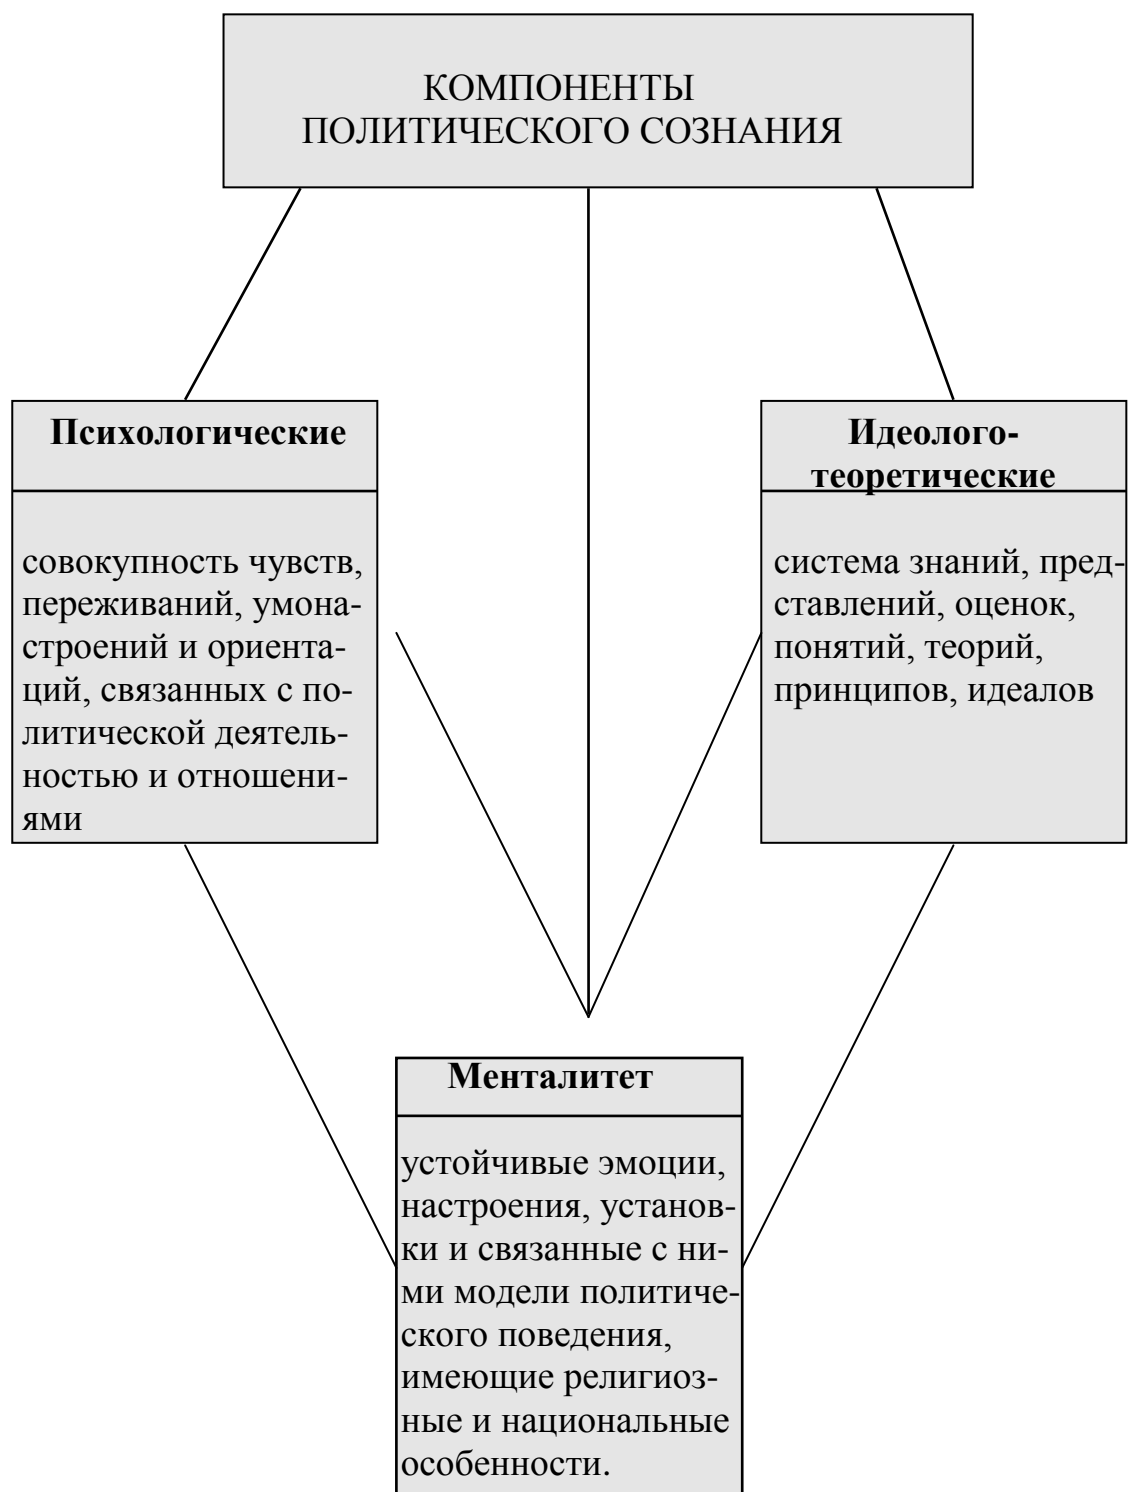 КОМПОНЕНТЫ
ПОЛИТИЧЕСКОГО СОЗНАНИЯ
Психологические
совокупность чувств,
переживаний, умона-
строений и ориента-
ций, связанных с по-
литической деятель-
ностью и отношени-
ями
Идеолого-
теоретические
система знаний, пред-
ставлений, оценок,
понятий, теорий,
принципов, идеалов
Менталитет
устойчивые эмоции,
настроения, установ-
ки и связанные с ни-
ми модели политиче-
ского поведения,
имеющие религиоз-
ные и национальные
особенности.